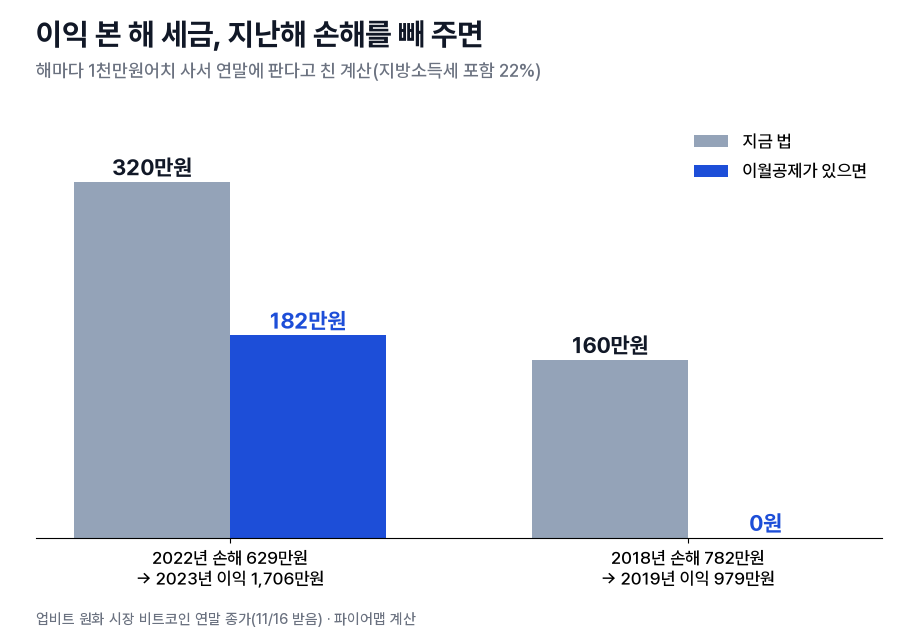 이익 본 해 세금, 지난해 손해를 빼 주면
해마다 1천만원어치 사서 연말에 판다고 친 계산(지방소득세 포함 22%)
지금 법
이월공제가 있으면
320만원
182만원
160만원
0원
2022년 손해 629만원
→ 2023년 이익 1,706만원
2018년 손해 782만원
→ 2019년 이익 979만원
업비트 원화 시장 비트코인 연말 종가(11/16 받음) · 파이어맵 계산